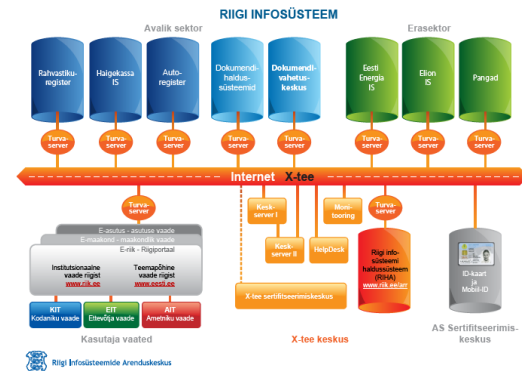 RIIGI INFOSÜSTEEM
Avalik sektor
Erasektor
Rahvastiku-
register
Haigekassa
IS
Auto-
register
Dokumendi-
haldus-
süsteemid
Dokumendi-
vahetus-
keskus
Eesti
Energia
IS
Elion
IS
Pangad
Turva-
server
Turva-
server
Turva-
server
Turva-
server
Turva-
server
Turva-
server
Turva-
server
Turva-
server
Internet X-tee
Turva-
server
Kesk-
server I
Kesk-
server II
HelpDesk
Moni-
tooring
Turva-
server
E-asutus - asutuse vaade
E-maakond - maakondlik vaade
E-riik - Riigiportaal
Institutsionaalne
vaade riigist
www.riik.ee
Teemapõhine
vaade riigist
www.eesti.ee
KIT
Kodaniku vaade
EIT
Ettevõtja vaade
AIT
Ametniku vaade
Kasutaja vaated
X-tee sertifitseerimiskeskus
X-tee keskus
Riigi info-
süsteemi
haldussüsteem
(RIHA)
www.riik.ee/arr
ID-kaart
ja
Mobiil-ID
AS Sertifitseerimis-
keskus
Riigi Infosüsteemide Arenduskeskus